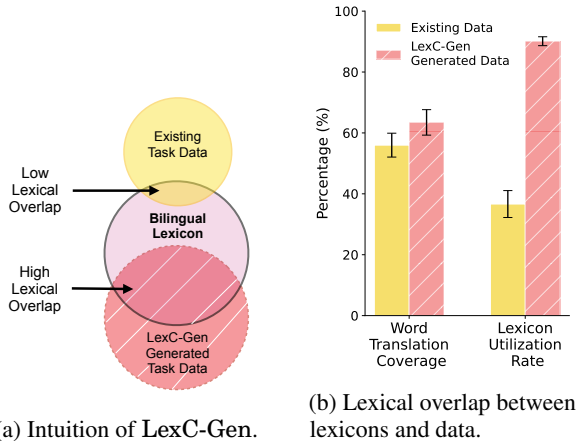 Existing
Task Data
Low
Lexical
Overlap
Bilingual
Lexicon
High
Lexical
Overlap
LexC-Gen
Generated
Task Data
a) Intuition of LexC-Gen.
Percentage (%)
100
80
60
40
20
0
Existing Data
LexC-Gen
Generated Data
Word
Translation
Coverage
Lexicon
Utilization
Rate
(b) Lexical overlap between
lexicons and data.